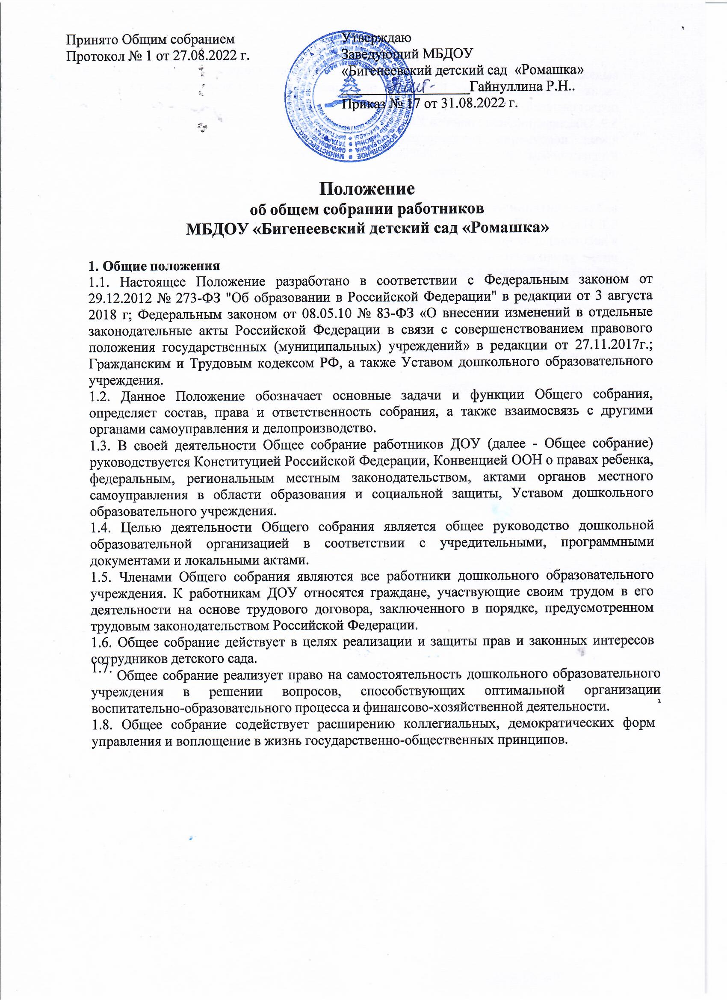 Принято Общим собранием
Протокол № 1 от 27.08.2022 г.
Утверждаю
Заведующий МБДОУ
«Бигенеевский детский сад «Ромашка»
Гайнуллина Р.Н..
Приказ № 17 от 31.08.2022 г.
Положение
об общем собрании работников
МБДОУ «Бигенеевский детский сад «Ромашка»
1. Общие положения
1.1. Настоящее Положение разработано в соответствии с Федеральным законом от
29.12.2012 № 273-ФЗ "Об образовании в Российской Федерации" в редакции от 3 августа
2018 г; Федеральным законом от 08.05.10 № 83-ФЗ «О внесении изменений в отдельные
законодательные акты Российской Федерации в связи с совершенствованием правового
положения государственных (муниципальных) учреждений» в редакции от 27.11.2017г.;
Гражданским и Трудовым кодексом РФ, а также Уставом дошкольного образовательного
учреждения.
1.2. Данное Положение обозначает основные задачи и функции Общего собрания,
определяет состав, права и ответственность собрания, а также взаимосвязь с другими
органами самоуправления и делопроизводство.
1.3. В своей деятельности Общее собрание работников ДОУ (далее - Общее собрание)
руководствуется Конституцией Российской Федерации, Конвенцией ООН о правах ребенка,
федеральным, региональным местным законодательством, актами органов местного
самоуправления в области образования и социальной защиты, Уставом дошкольного
образовательного учреждения.
1.4. Целью деятельности Общего собрания является общее руководство дошкольной
образовательной организацией в соответствии с учредительными, программными
документами и локальными актами.
1.5. Членами Общего собрания являются все работники дошкольного образовательного
учреждения. К работникам ДОУ относятся граждане, участвующие своим трудом в его
деятельности на основе трудового договора, заключенного в порядке, предусмотренном
трудовым законодательством Российской Федерации.
1.6. Общее собрание действует в целях реализации и защиты прав и законных интересов
сотрудников детского сада.
1.7. Общее собрание реализует право на самостоятельность дошкольного образовательного
учреждения в решении вопросов, способствующих оптимальной организации
воспитательно-образовательного процесса и финансово-хозяйственной деятельности.
1
1.8. Общее собрание содействует расширению коллегиальных, демократических форм
управления и воплощение в жизнь государственно-общественных принципов.